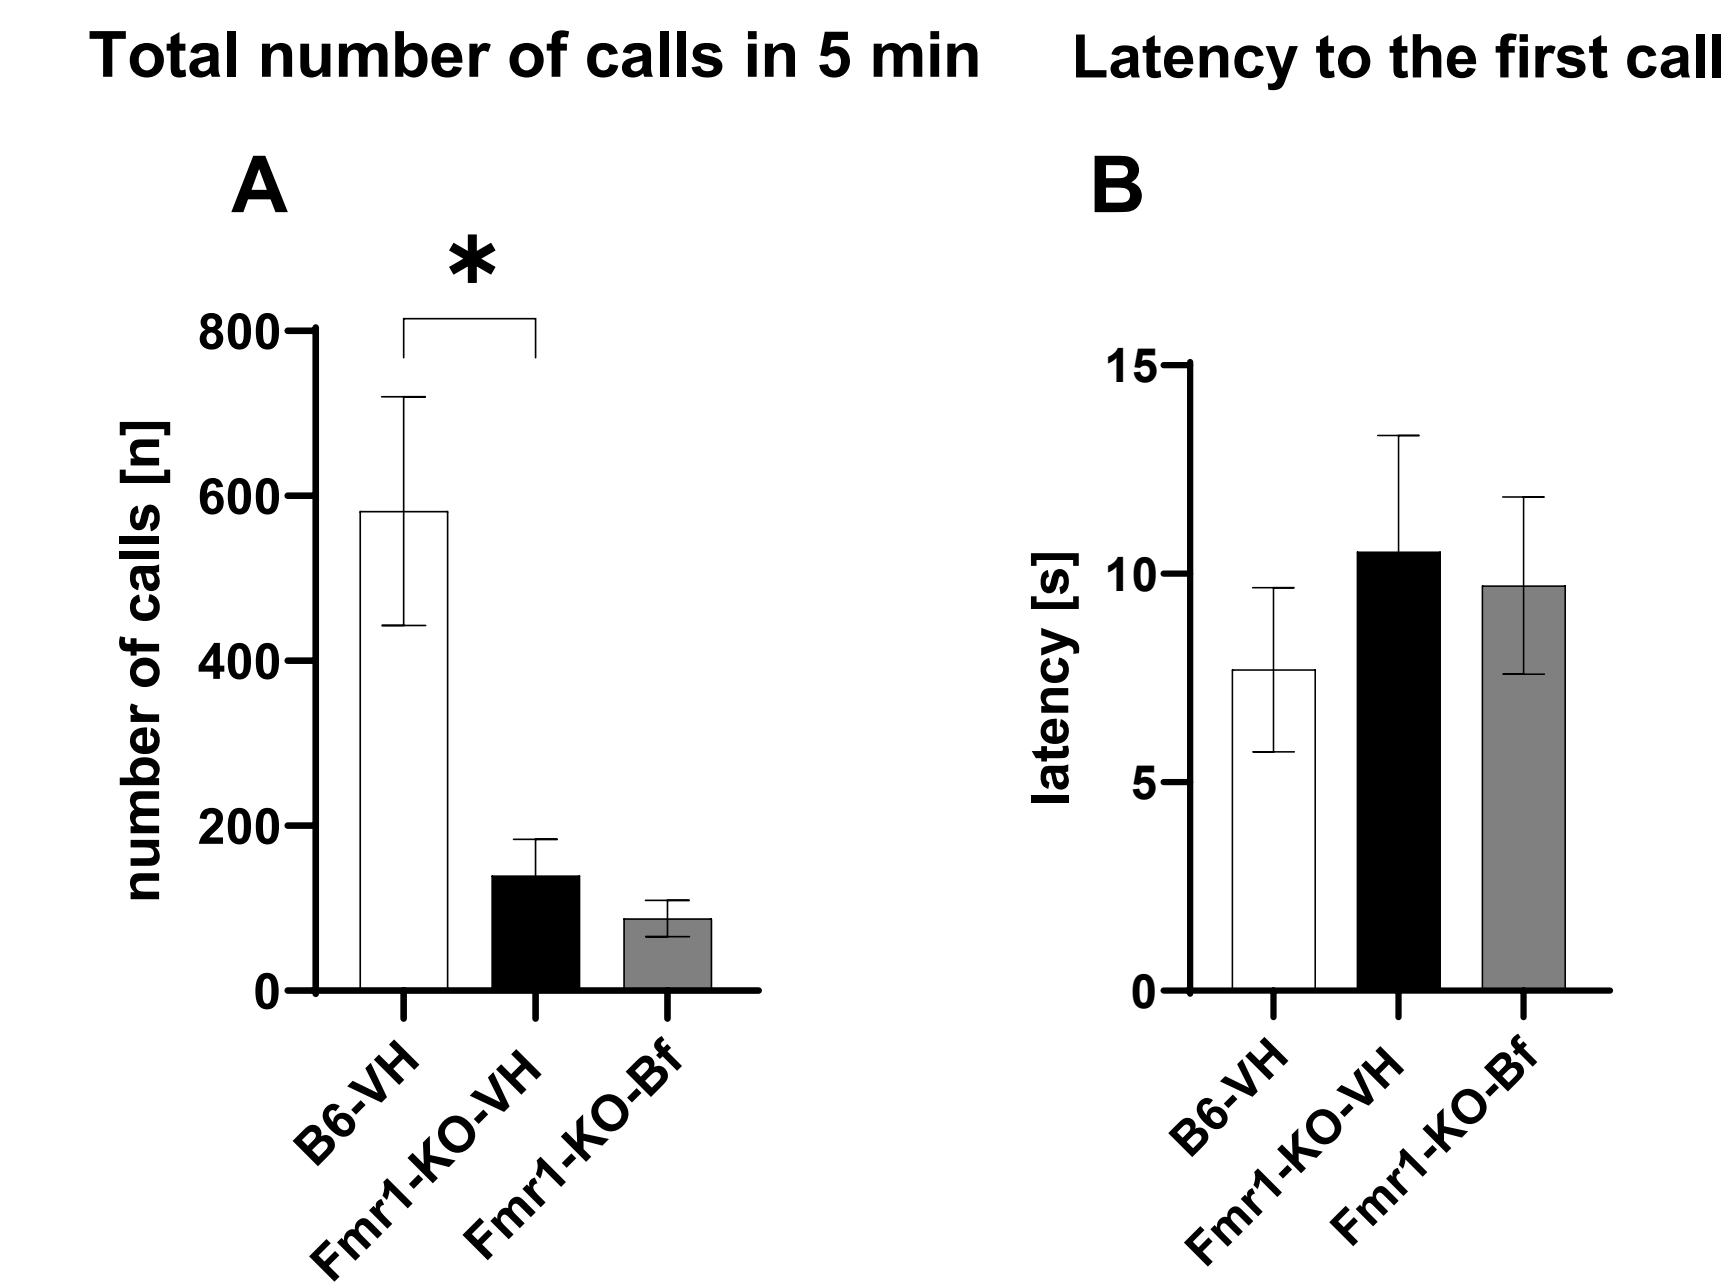 Total number of calls in 5 min
Latency to the first call
A
B
*
800
600
400
200
0
number of calls [n]
B6-VH
Fmr1-KO-VH
Fmr1-KO-Bf
15
10
5
0
latency [s]
B6-VH
Fmr1-KO-VH
Fmr1-KO-Bf